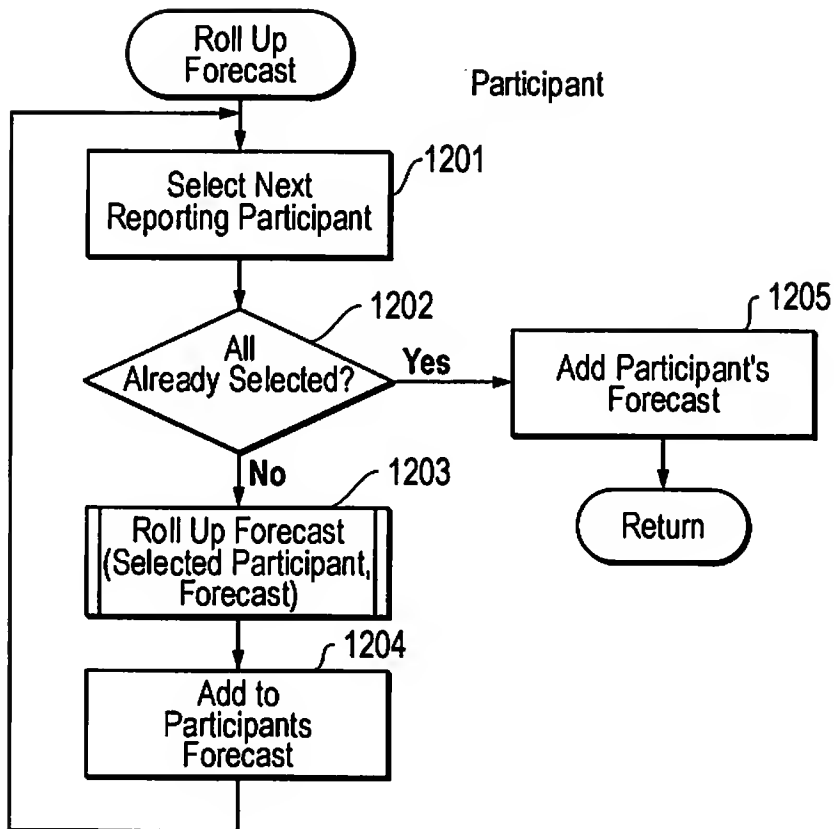 Roll Up
Forecast
Participant
1201
Select Next
Reporting Participant
1202
All
Already Selected?
Yes
1205
Add Participant's
Forecast
No
1203
Roll Up Forecast
(Selected Participant,
Forecast)
Return
1204
Add to
Participants
Forecast